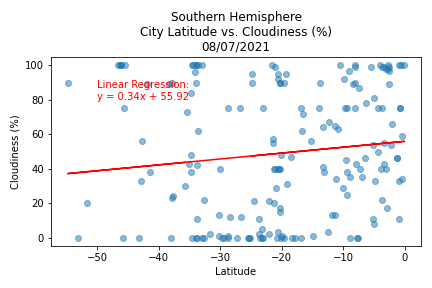 Southern Hemisphere
City Latitude vs. Cloudiness (%)
08/07/2021
100
80
60
40
20
0
Cloudiness (%)
Linear Regression:
y = 0.34x + 55.92
−50 −40 −30 −20 −10 0
Latitude